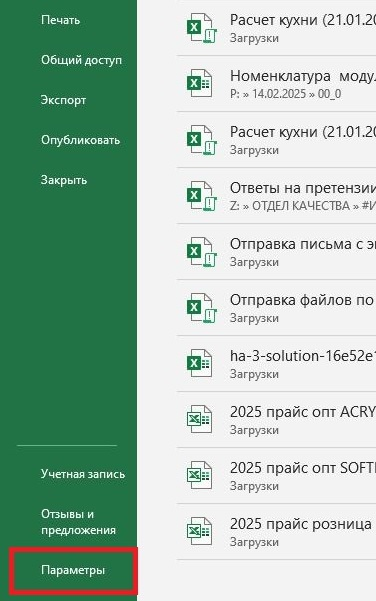 Печать
Общий доступ
Экспорт
Опубликовать
Закрыть
Учетная запись
Отзывы и
предложения
Параметры
Расчет кухни (21.01.20
Загрузки
Номенклатура модул
P: » 14.02.2025 » 00_0
Расчет кухни (21.01.20
Загрузки
Ответы на претензии
Z: » ОТДЕЛ КАЧЕСТВА » #И
Отправка письма с эк
Загрузки
Отправка файлов по
Загрузки
ha-3-solution-16e52e1
Загрузки
2025 прайс опт ACRY
Загрузки
2025 прайс опт SOFT
Загрузки
2025 прайс розница
Загрузки